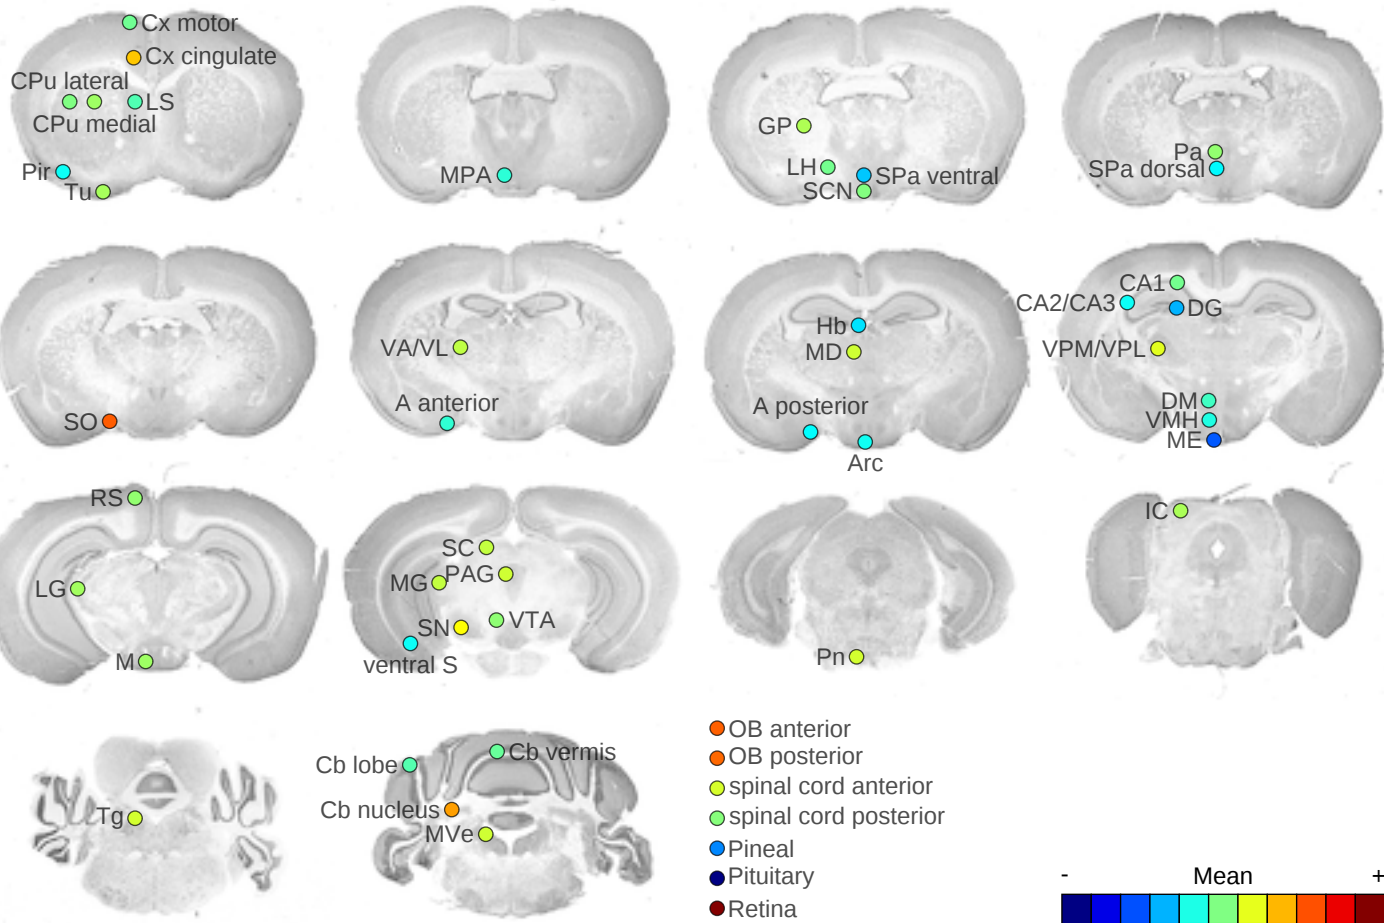 Cx motor
Cx cingulate
CPu lateral
LS
CPu medial
Pir
Tu
MPA
GP
LH
SPa ventral
SCN
Pa
SPa dorsal
SO
VA/VL
A anterior
Hb
MD
A posterior
Arc
CA1
CA2/CA3
DG
VPM/VPL
DM
VMH
ME
RS
LG
M
SC
MG
PAG
SN
VTA
ventral S
Pn
IC
Tg
Cb lobe
Cb vermis
Cb nucleus
MVe
OB anterior
OB posterior
spinal cord anterior
spinal cord posterior
Pineal
Pituitary
Retina
- Mean +